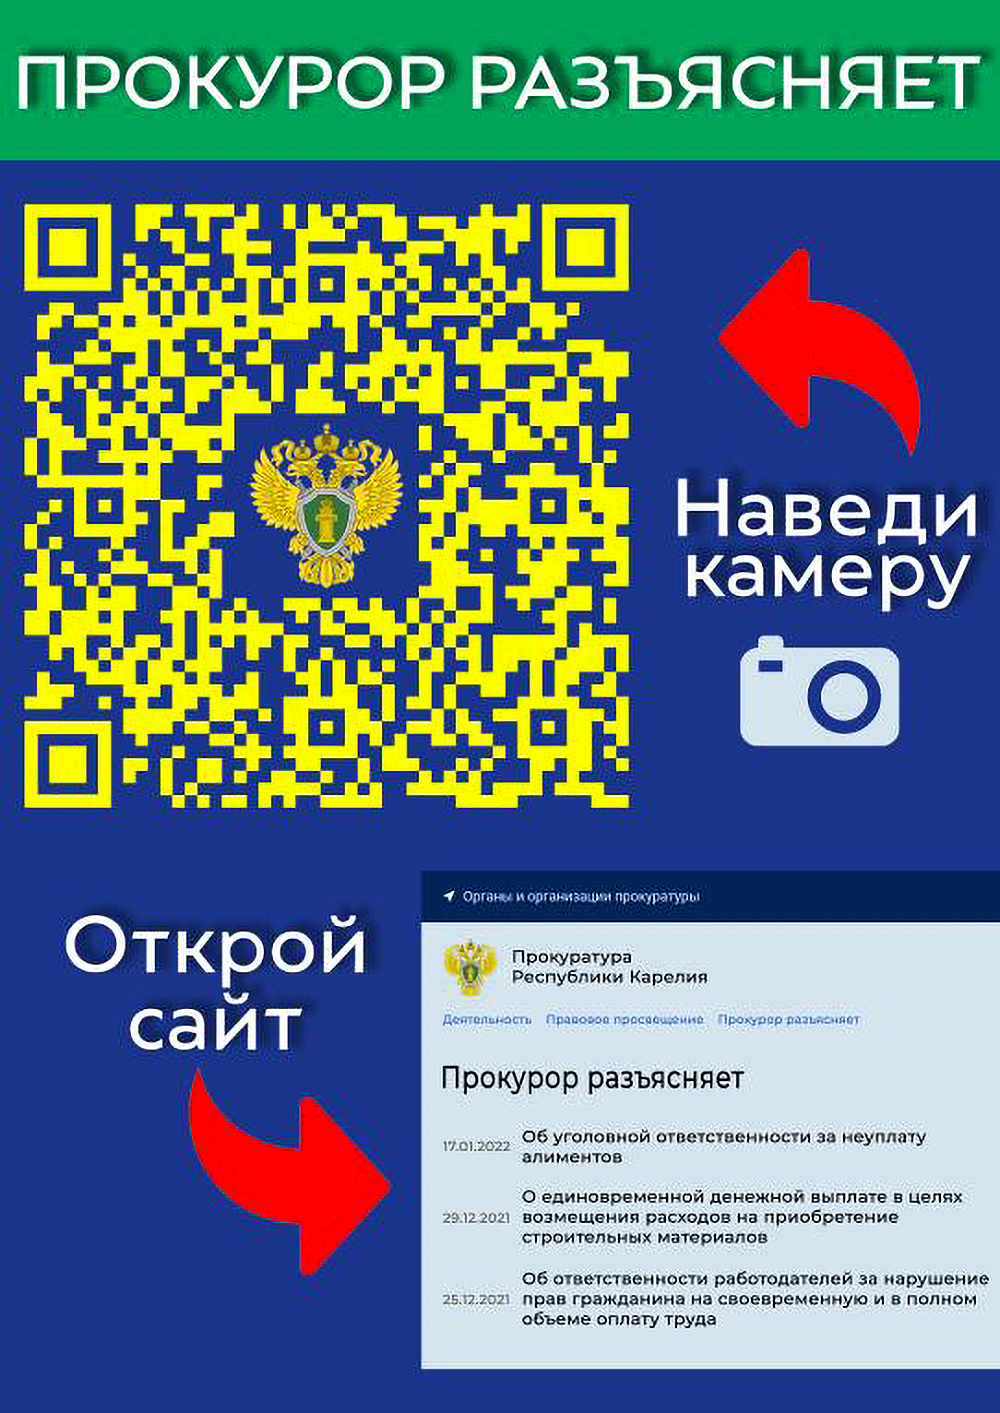 ПРОКУРОР РАЗЪЯСНЯЕТ
Наведи
камеру
Открой
сайт
Органы и организации прокуратуры
Прокуратура
Республики Карелия
Деятельность Правовое просвещение Прокурор разъясняет
Прокурор разъясняет
17.01.2022
Об уголовной ответственности за неуплату
алиментов
29.12.2021
О единовременной денежной выплате в целях
возмещения расходов на приобретение
строительных материалов
25.12.2021
Об ответственности работодателей за нарушение
прав гражданина на своевременную и в полном
объеме оплату труда